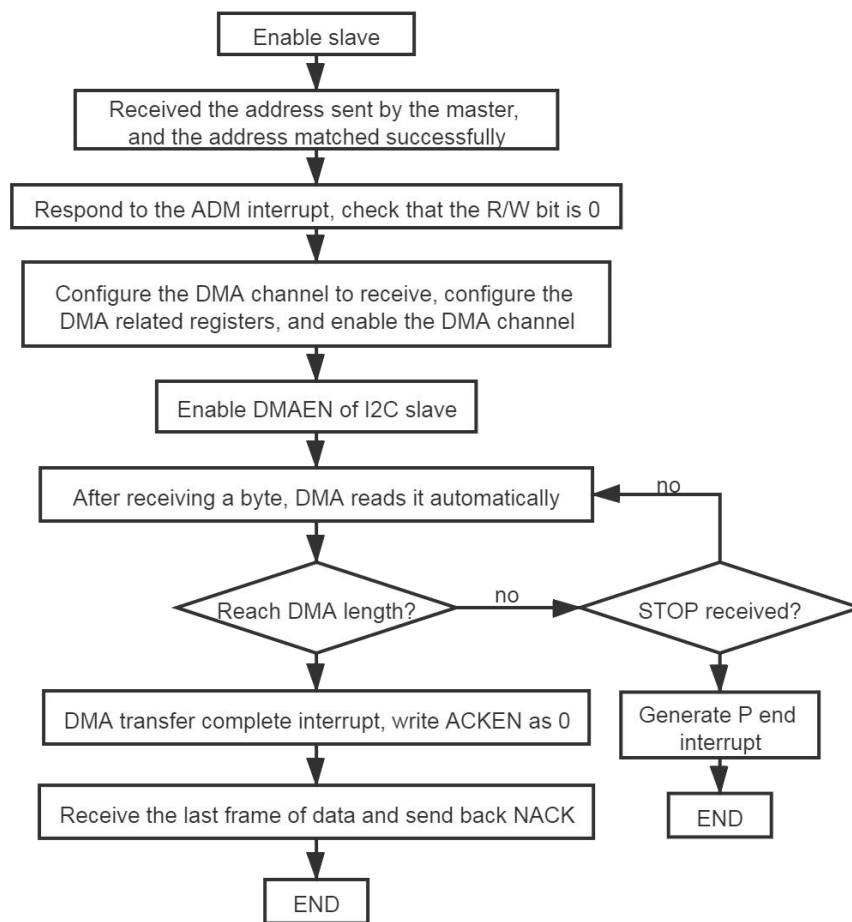 Enable slave
Received the address sent by the master,
and the address matched successfully
Respond to the ADM interrupt, check that the R/W bit is 0
Configure the DMA channel to receive, configure the
DMA related registers, and enable the DMA channel
Enable DMAEN of I2C slave
After receiving a byte, DMA reads it automatically
no
Reach DMA length?
no
STOP received?
DMA transfer complete interrupt, write ACKEN as 0
Generate P end
interrupt
Receive the last frame of data and send back NACK
END
END